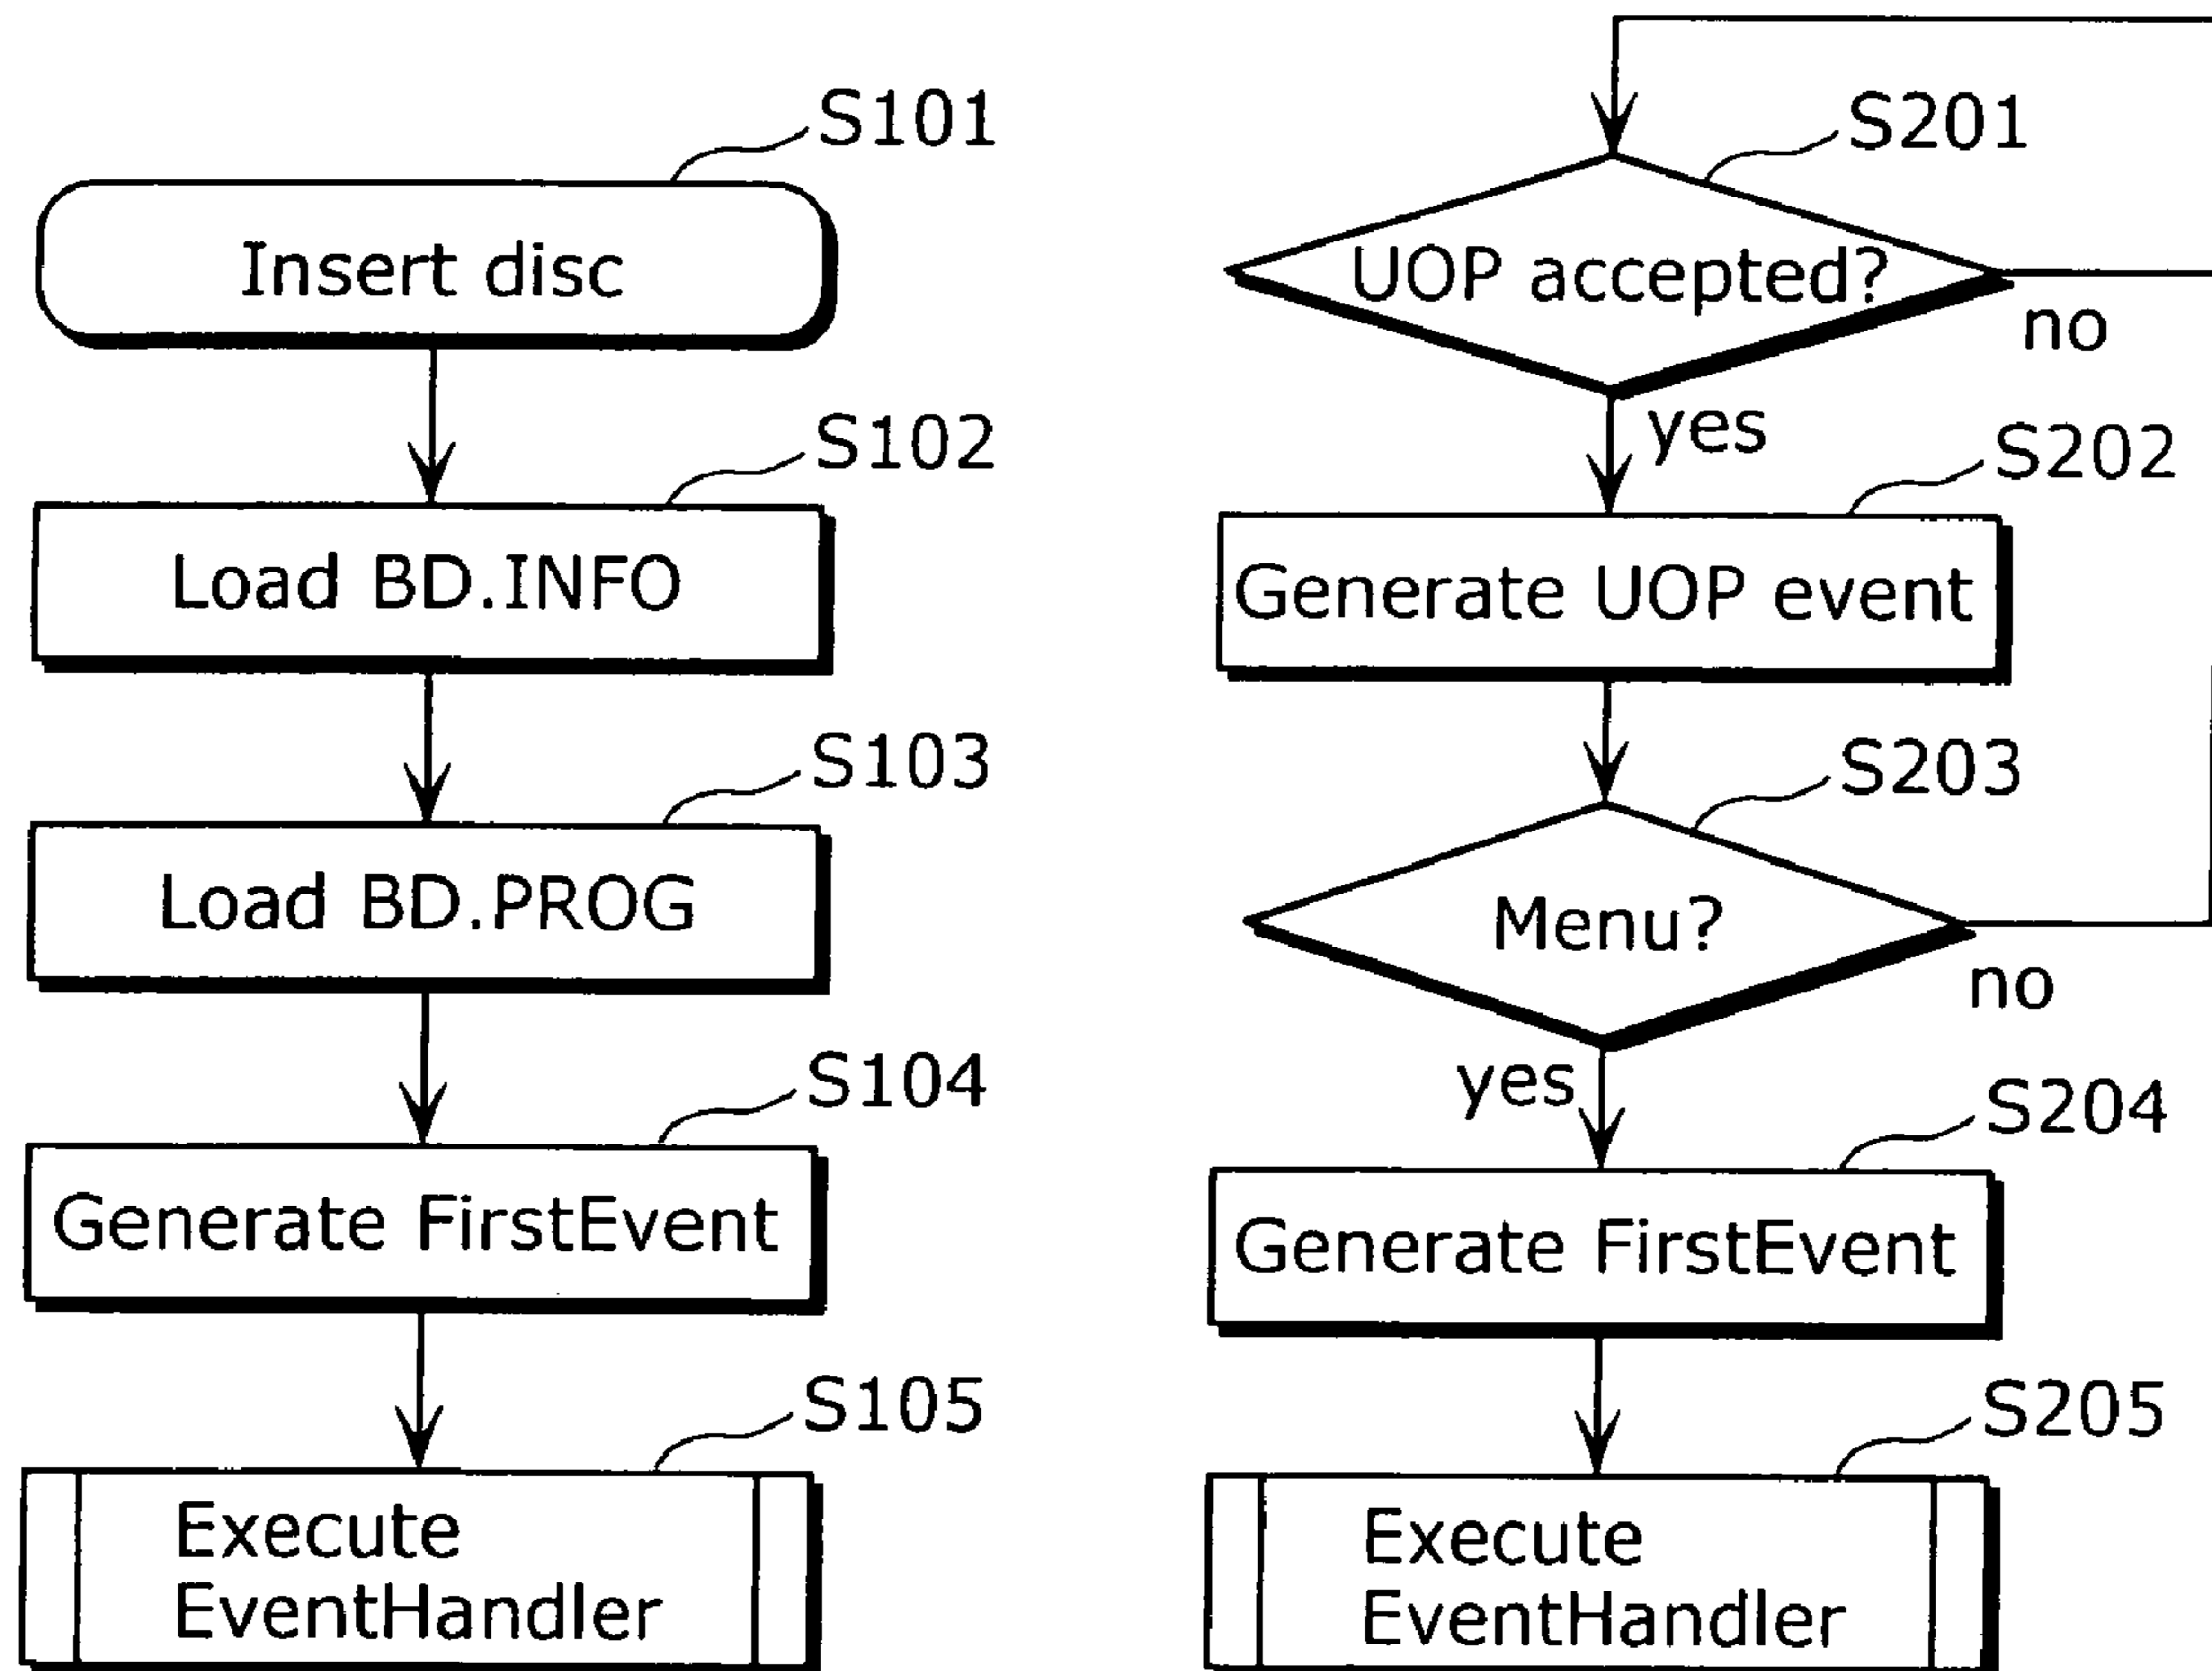 S101
Insert disc
S102
Load BD.INFO
S103
Load BD.PROG
S104
Generate FirstEvent
S105
Execute
EventHandler
S201
UOP accepted?
no
yes
S202
Generate UOP event
S203
Menu?
no
yes
S204
Generate FirstEvent
S205
Execute
EventHandler